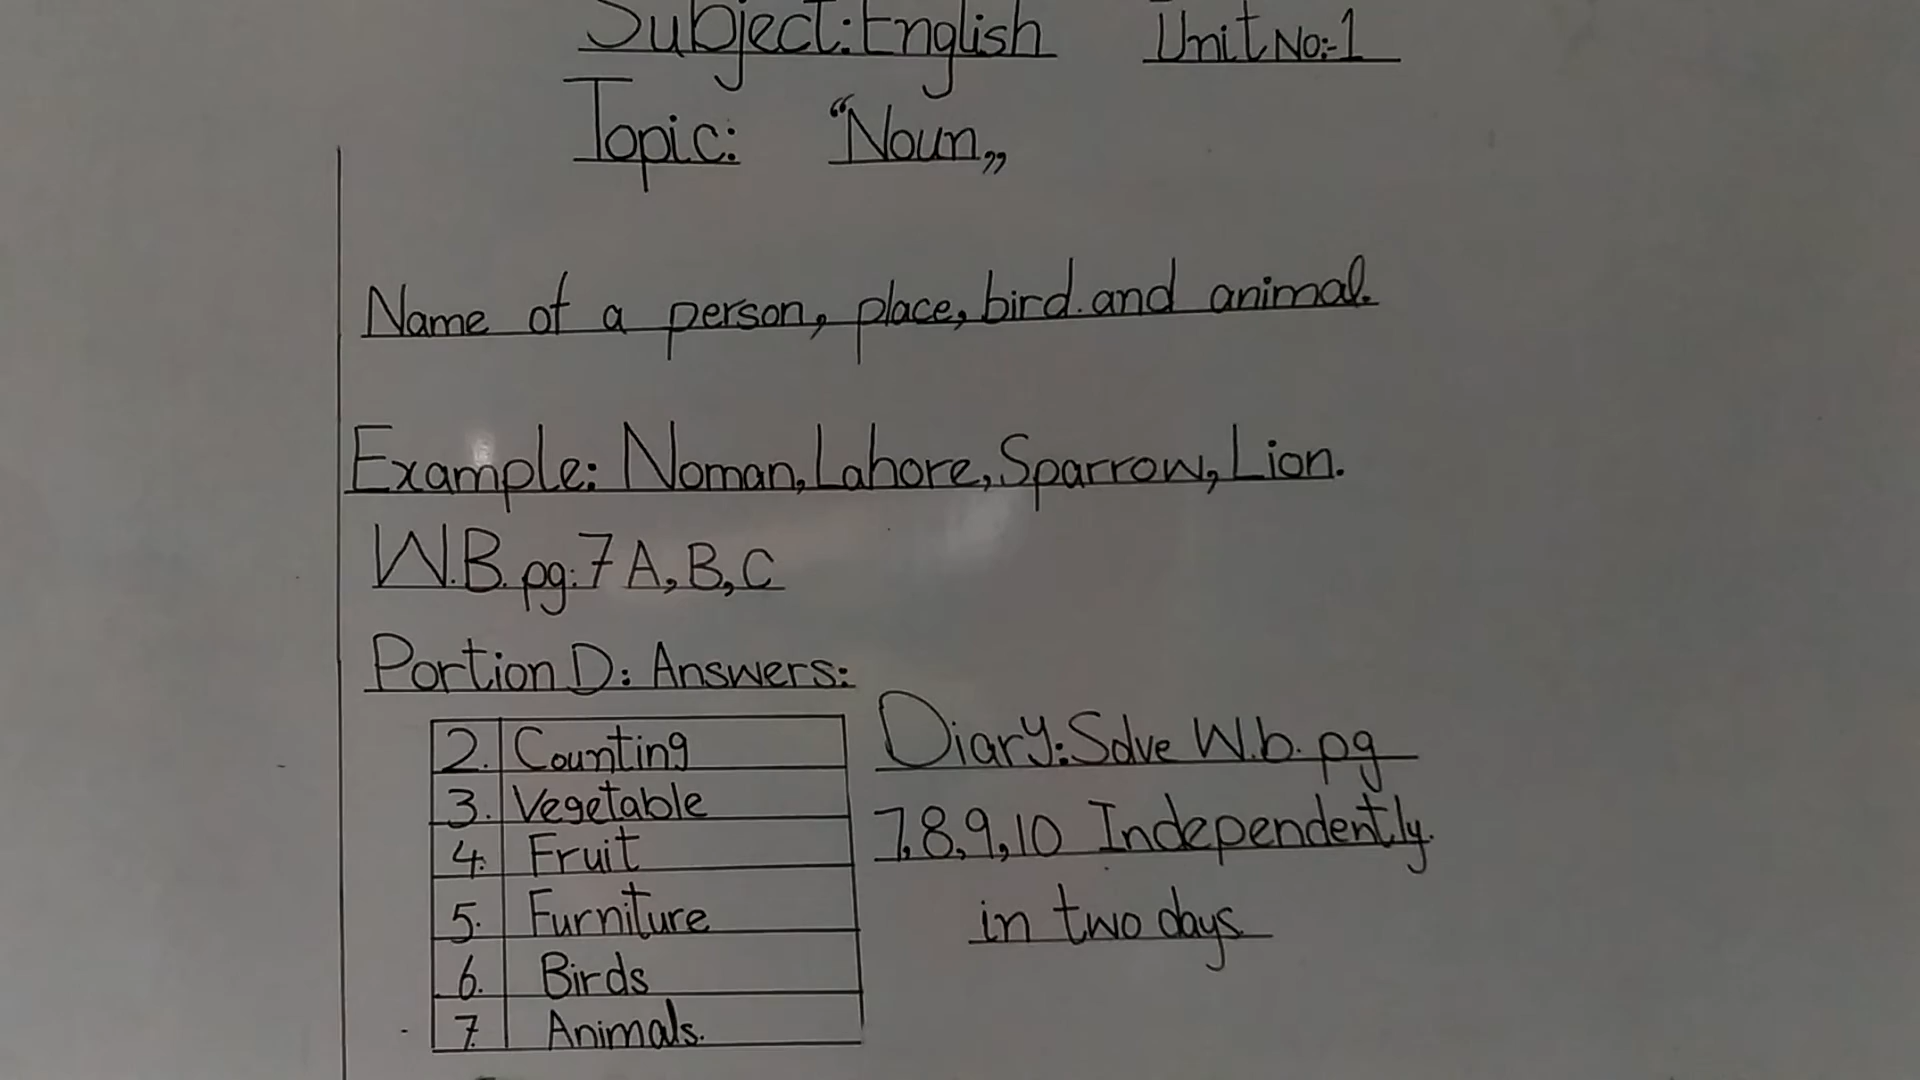 Subject:English Unit No:-1
Topic: “Noun„
Name of a person, place, bird.and animal.
Example: Noman, Lahore, Sparrow, Lion.
W.B. pg:7 A, B, C
Portion D: Answers:
2. Counting
3. Vegetable
4. Fruit
5. Furniture
6. Birds
7. Animals.
Diary:Solve W.b. pg
7,8,9,10 Independently.
in two days